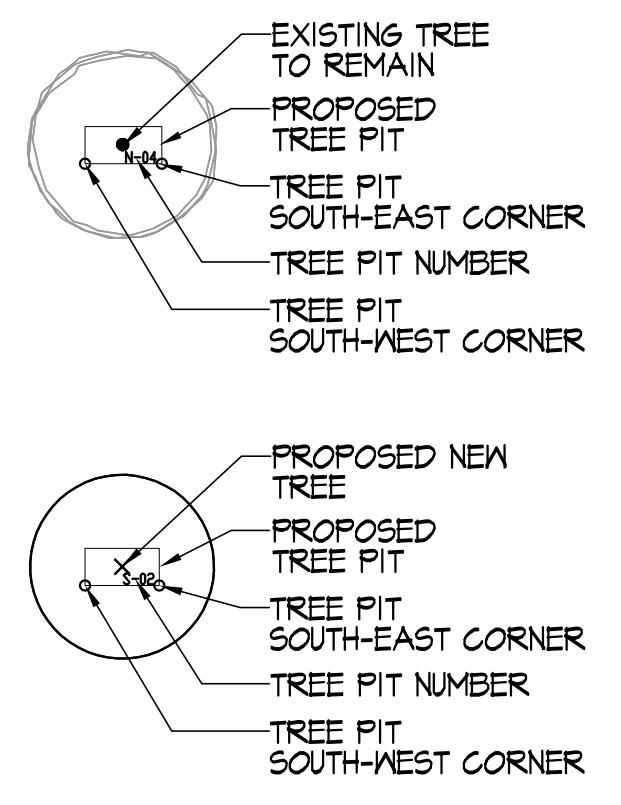 EXISTING TREE
TO REMAIN
PROPOSED
TREE PIT
N-04
TREE PIT
SOUTH-EAST CORNER
TREE PIT NUMBER
TREE PIT
SOUTH-WEST CORNER
PROPOSED NEW
TREE
PROPOSED
TREE PIT
S-02
TREE PIT
SOUTH-EAST CORNER
TREE PIT NUMBER
TREE PIT
SOUTH-WEST CORNER